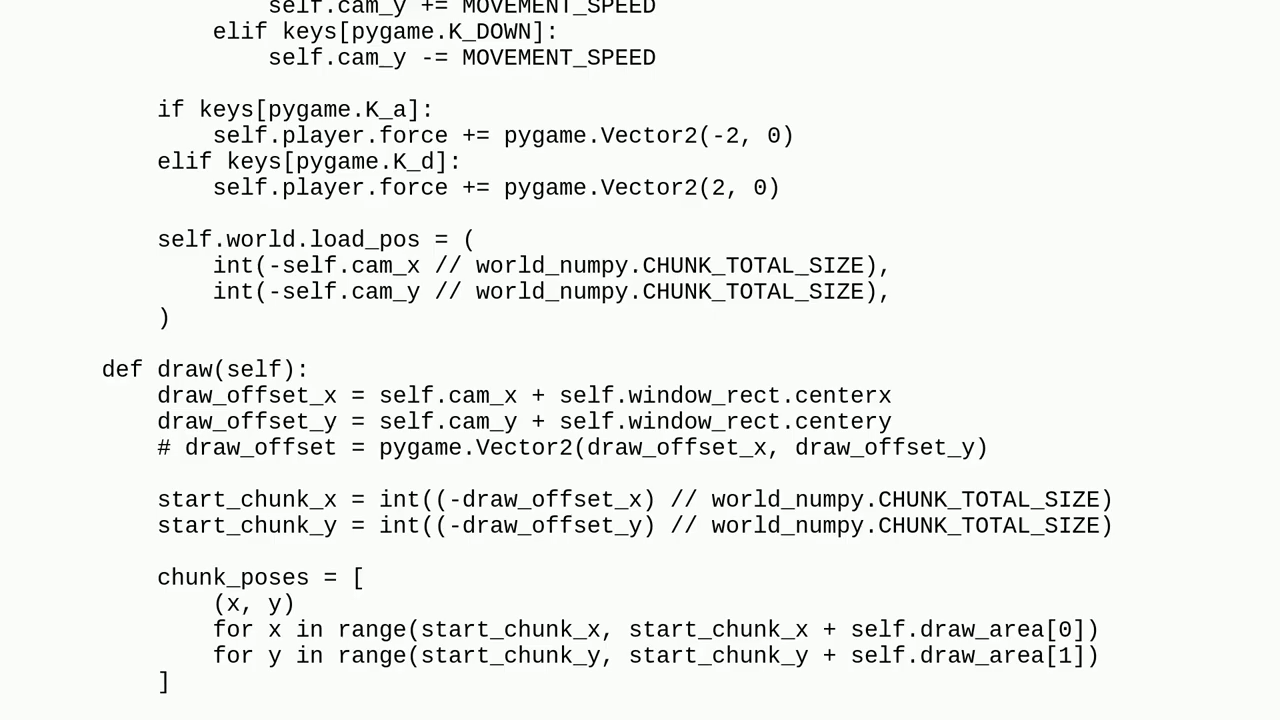 self.cam_y += MOVEMENT_SPEED
elif keys[pygame.K_DOWN]:
self.cam_y -= MOVEMENT_SPEED
if keys[pygame.K_a]:
self.player.force += pygame.Vector2(-2, 0)
elif keys[pygame.K_d]:
self.player.force += pygame.Vector2(2, 0)
self.world.load_pos = (
int(-self.cam_x // world_numpy.CHUNK_TOTAL_SIZE),
int(-self.cam_y // world_numpy.CHUNK_TOTAL_SIZE),
)
def draw(self):
draw_offset_x = self.cam_x + self.window_rect.centerx
draw_offset_y = self.cam_y + self.window_rect.centery
# draw_offset = pygame.Vector2(draw_offset_x, draw_offset_y)
start_chunk_x = int((-draw_offset_x) // world_numpy.CHUNK_TOTAL_SIZE)
start_chunk_y = int((-draw_offset_y) // world_numpy.CHUNK_TOTAL_SIZE)
chunk_poses = [
(x, y)
for x in range(start_chunk_x, start_chunk_x + self.draw_area[0])
for y in range(start_chunk_y, start_chunk_y + self.draw_area[1])
]